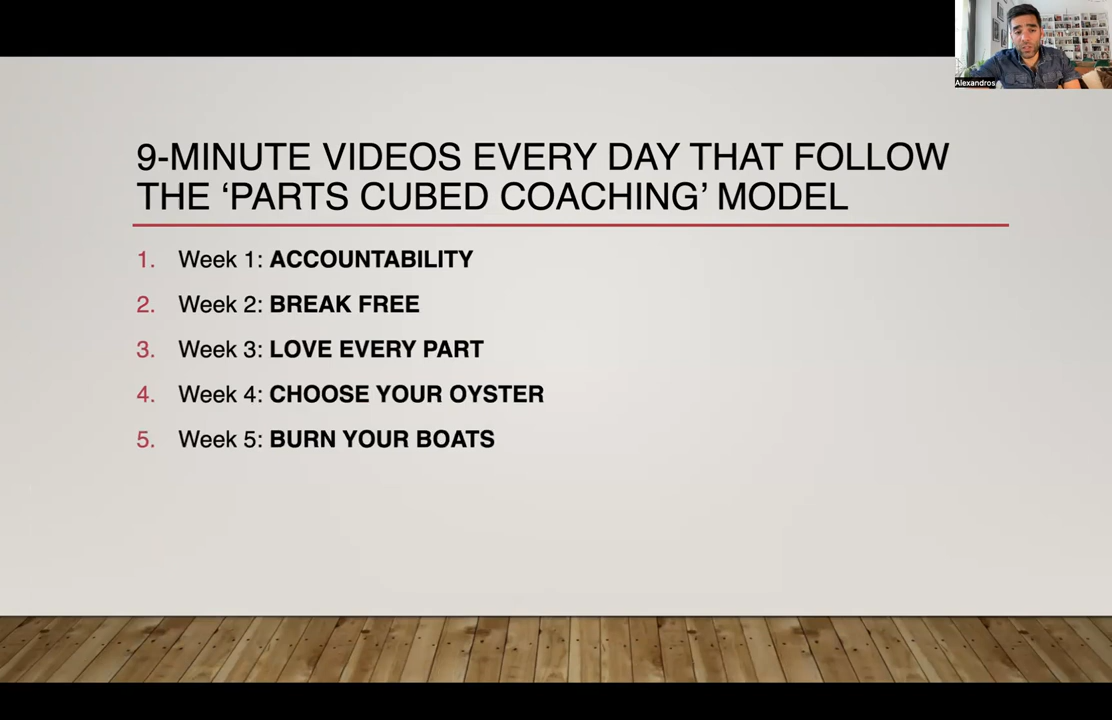 Alexandros
9-MINUTE VIDEOS EVERY DAY THAT FOLLOW
THE ‘PARTS CUBED COACHING’ MODEL
1. Week 1: ACCOUNTABILITY
2. Week 2: BREAK FREE
3. Week 3: LOVE EVERY PART
4. Week 4: CHOOSE YOUR OYSTER
5. Week 5: BURN YOUR BOATS